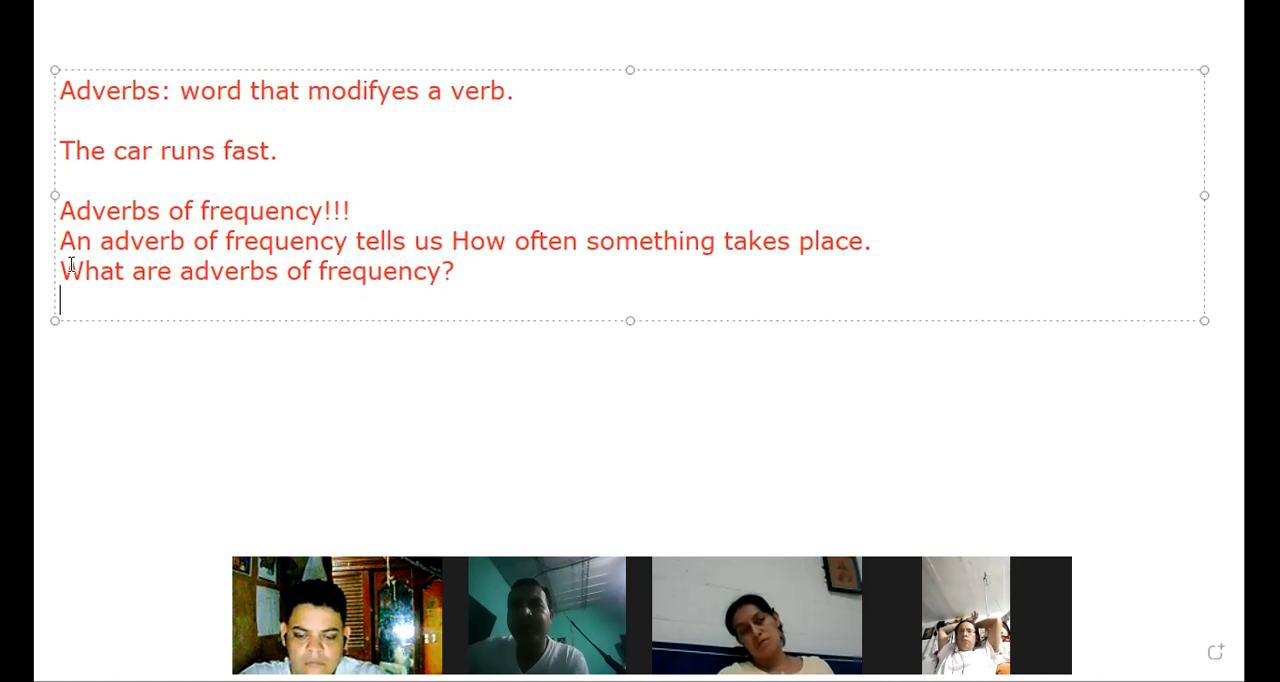 Adverbs: word that modifyes a verb.
The car runs fast.
Adverbs of frequency!!!
An adverb of frequency tells us How often something takes place.
What are adverbs of frequency?